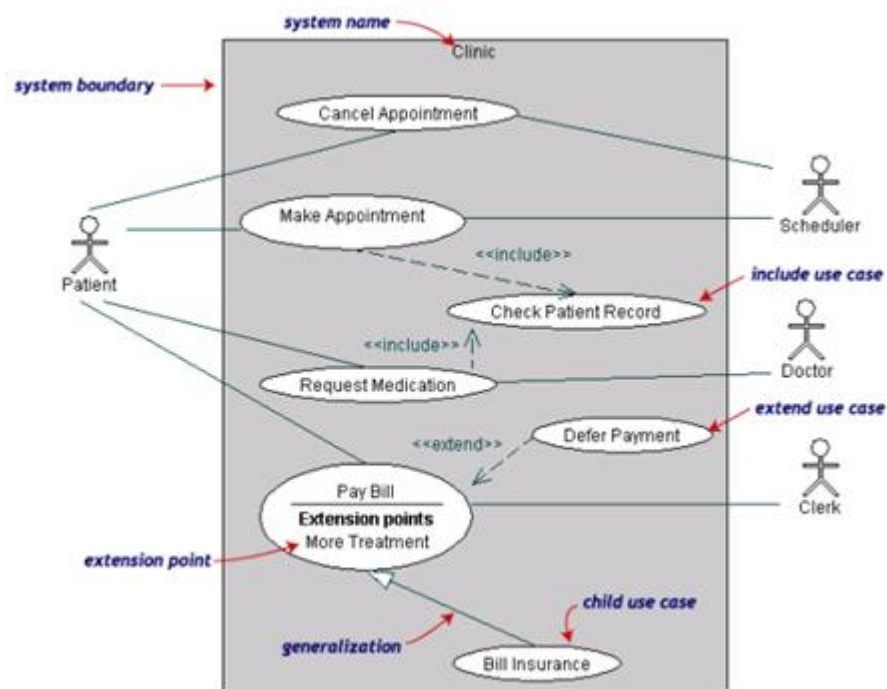 system name
Clinic
system boundary
Cancel Appointment
Make Appointment
Scheduler
<<include>>
Patient
include use case
Check Patient Record
<<include>>
Doctor
Request Medication
extend use case
Defer Payment
<<extend>>
Pay Bill
Clerk
Extension points
More Treatment
extension point
child use case
generalization
Bill Insurance